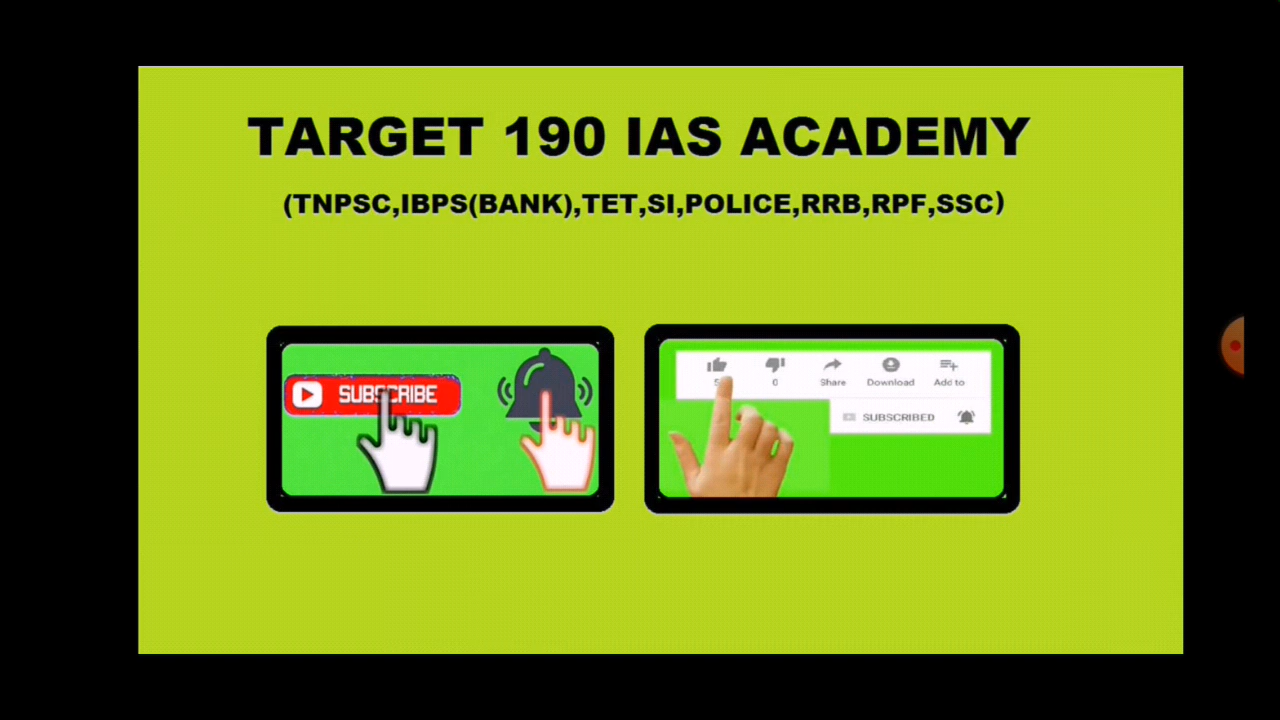 TARGET 190 IAS ACADEMY
(TNPSC,IBPS(BANK),TET,SI,POLICE,RRB,RPF,SSC)
SUBSCRIBE
0 Share Download Add to
SUBSCRIBED